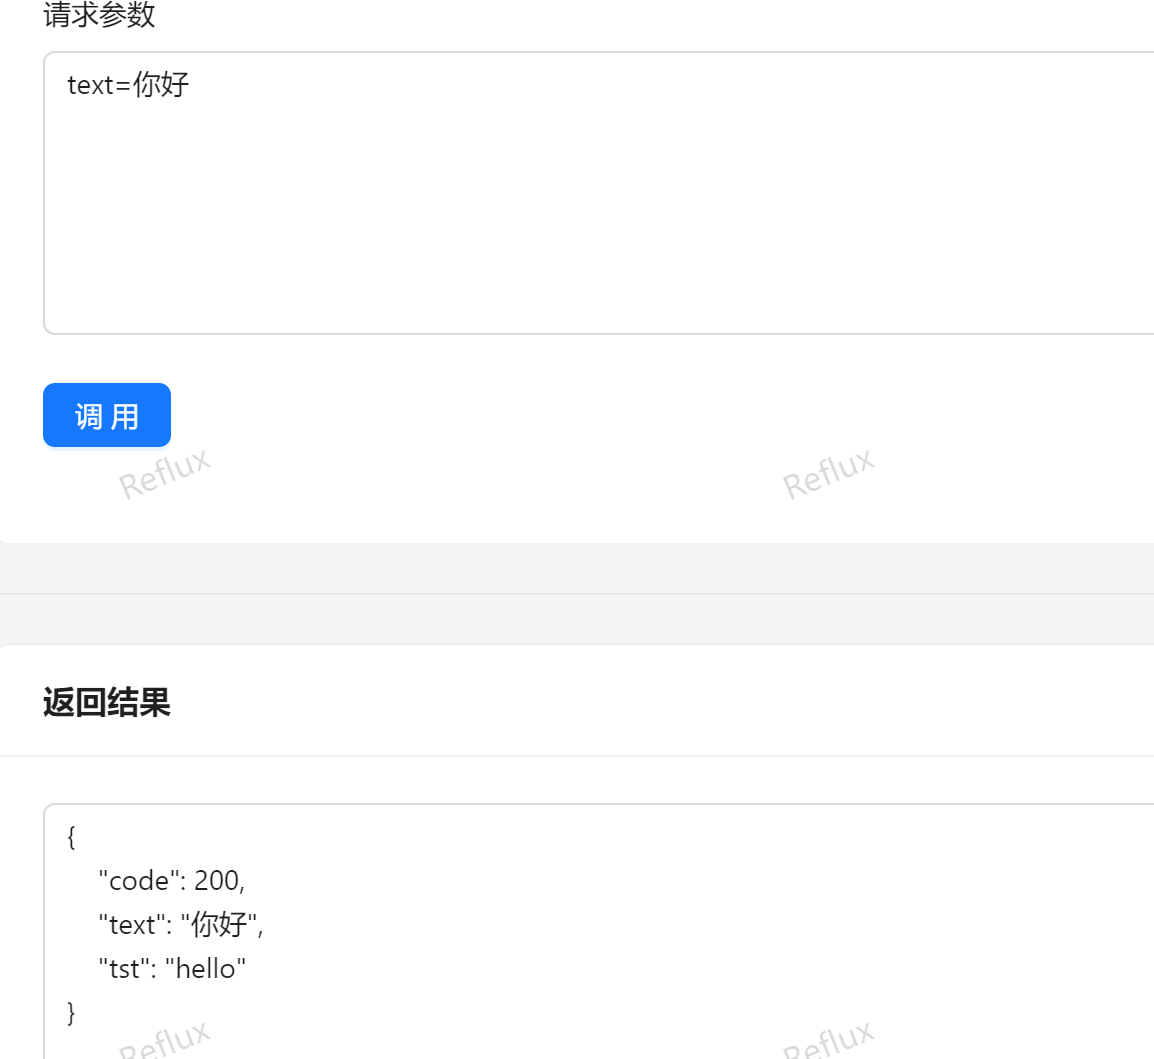 请求参数
text=你好
调 用
Reflux
Reflux
返回结果
{
"code": 200,
"text": "你好",
"tst": "hello"
}
Reflux
Reflux